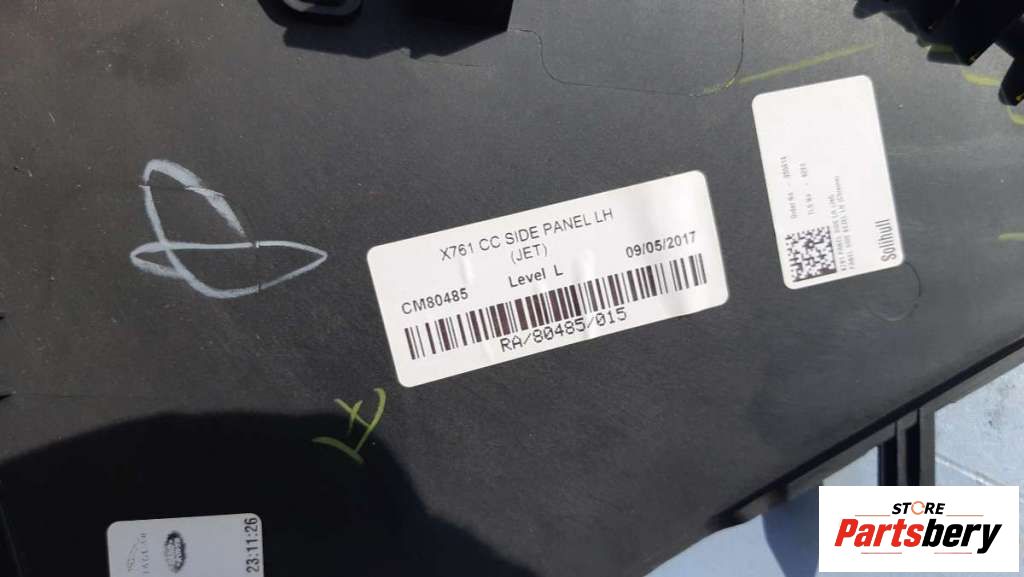 X761 CC SIDE PANEL LH
(JET)
CM80485 Level L 09/05/2017
RA/80485/015
Solihull
JAGUAR
23:11:26
STORE
Partsbery